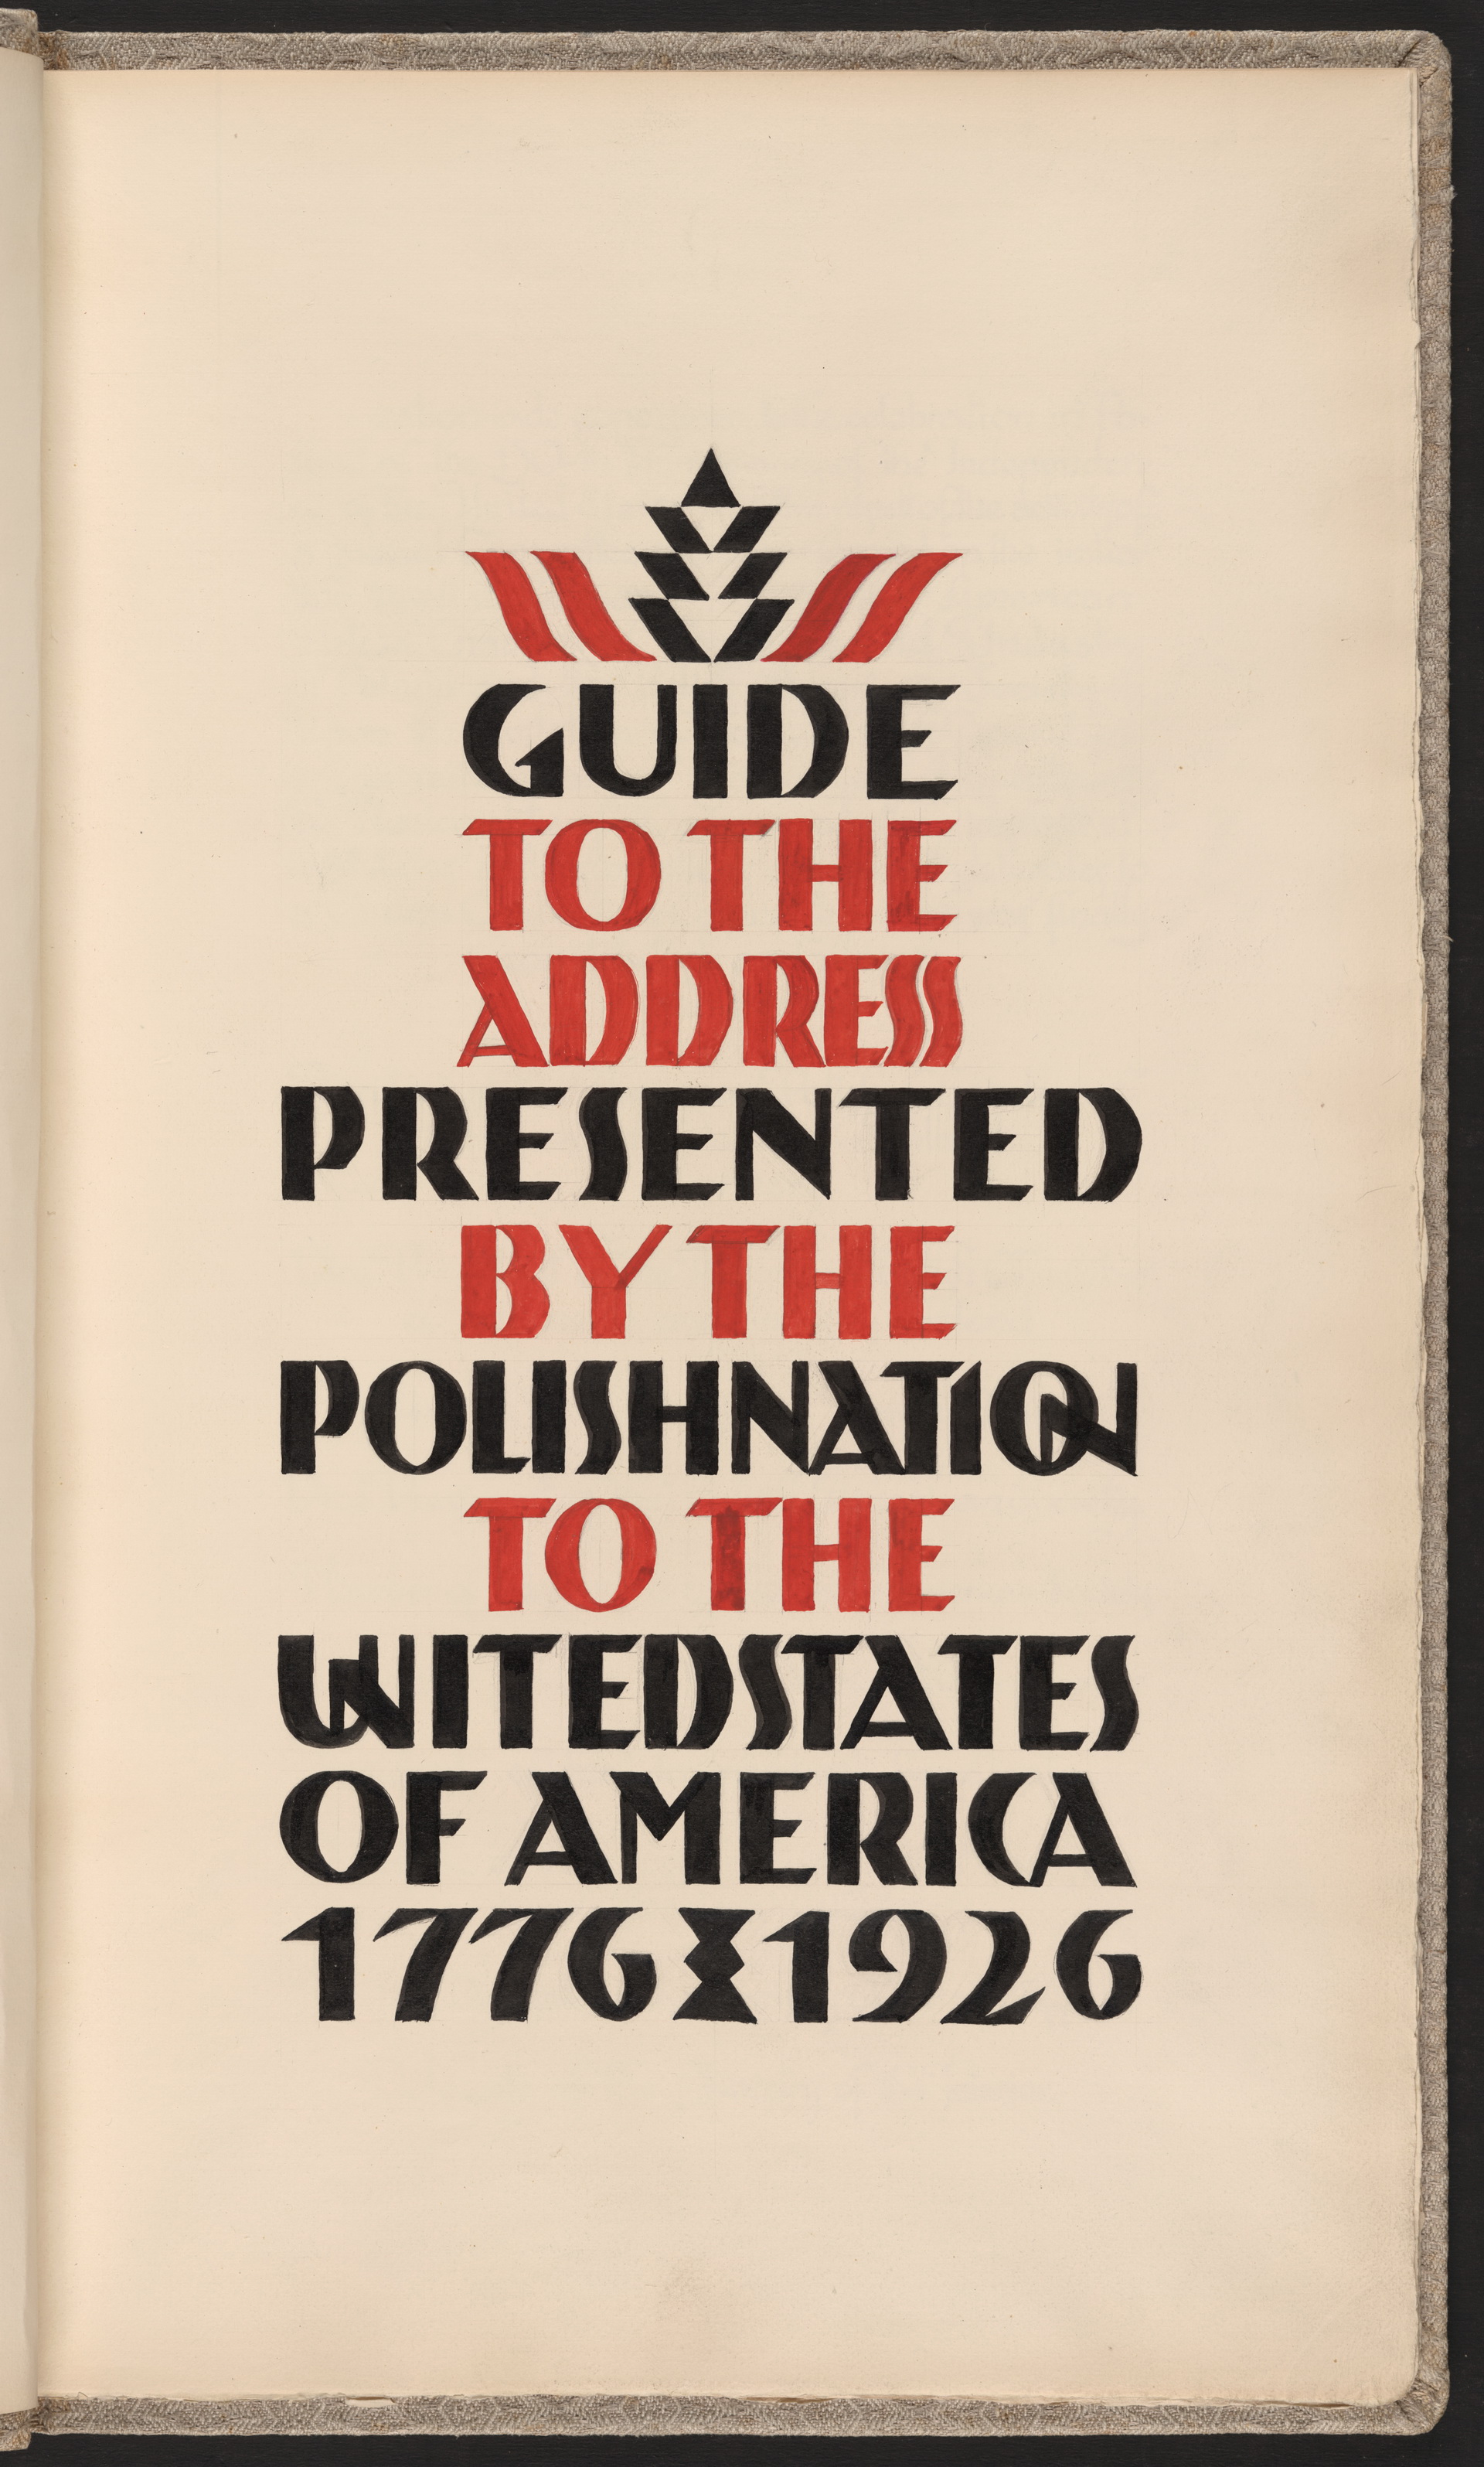 GUIDE
TO THE
ADDRESS
PRESENTED
BY THE
POLISH NATION
TO THE
UNITED STATES
OF AMERICA
1776 1926